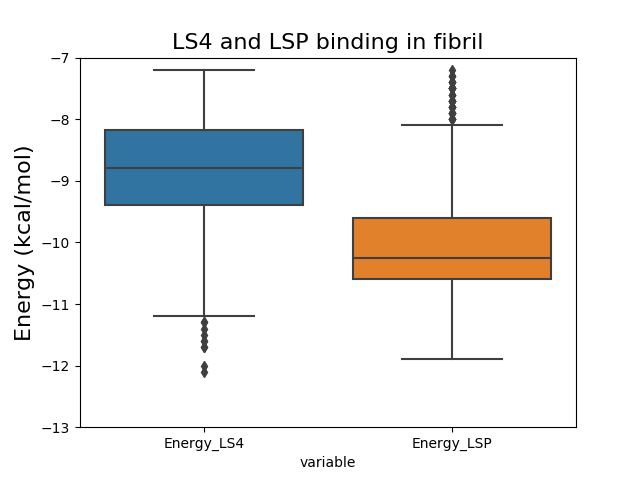 LS4 and LSP binding in fibril
Energy (kcal/mol)
−7
−8
−9
−10
−11
−12
−13
Energy_LS4
Energy_LSP
variable